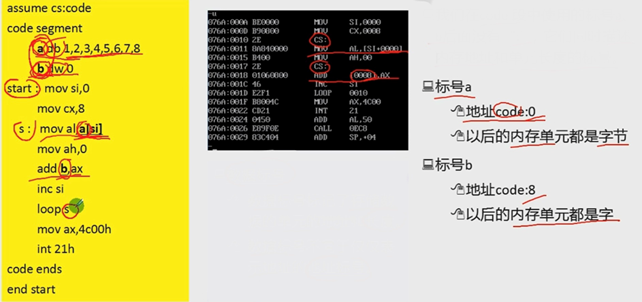 assume cs:code
code segment
a db 1,2,3,4,5,6,7,8
b dw 0
start: mov si,0
mov cx,8
s: mov al,a[si]
mov ah,0
add b,ax
inc si
loop s
mov ax,4c00h
int 21h
code ends
end start
-u
076A:000A BE0000 MOV SI,0000
076A:000D B90800 MOV CX,0008
076A:0010 2E CS:
076A:0011 8A840000 MOV AL,[SI+0000]
076A:0015 B400 MOV AH,00
076A:0017 2E CS:
076A:0018 01060800 ADD [0008],AX
076A:001C 46 INC SI
076A:001D E2F1 LOOP 0010
076A:001F B8004C MOV AX,4C00
076A:0022 CD21 INT 21
076A:0024 0450 ADD AL,50
076A:0026 E89F0E CALL 0EC8
076A:0029 83C404 ADD SP,+04
标号a
地址code:0
以后的内存单元都是字节
标号b
地址code:8
以后的内存单元都是字